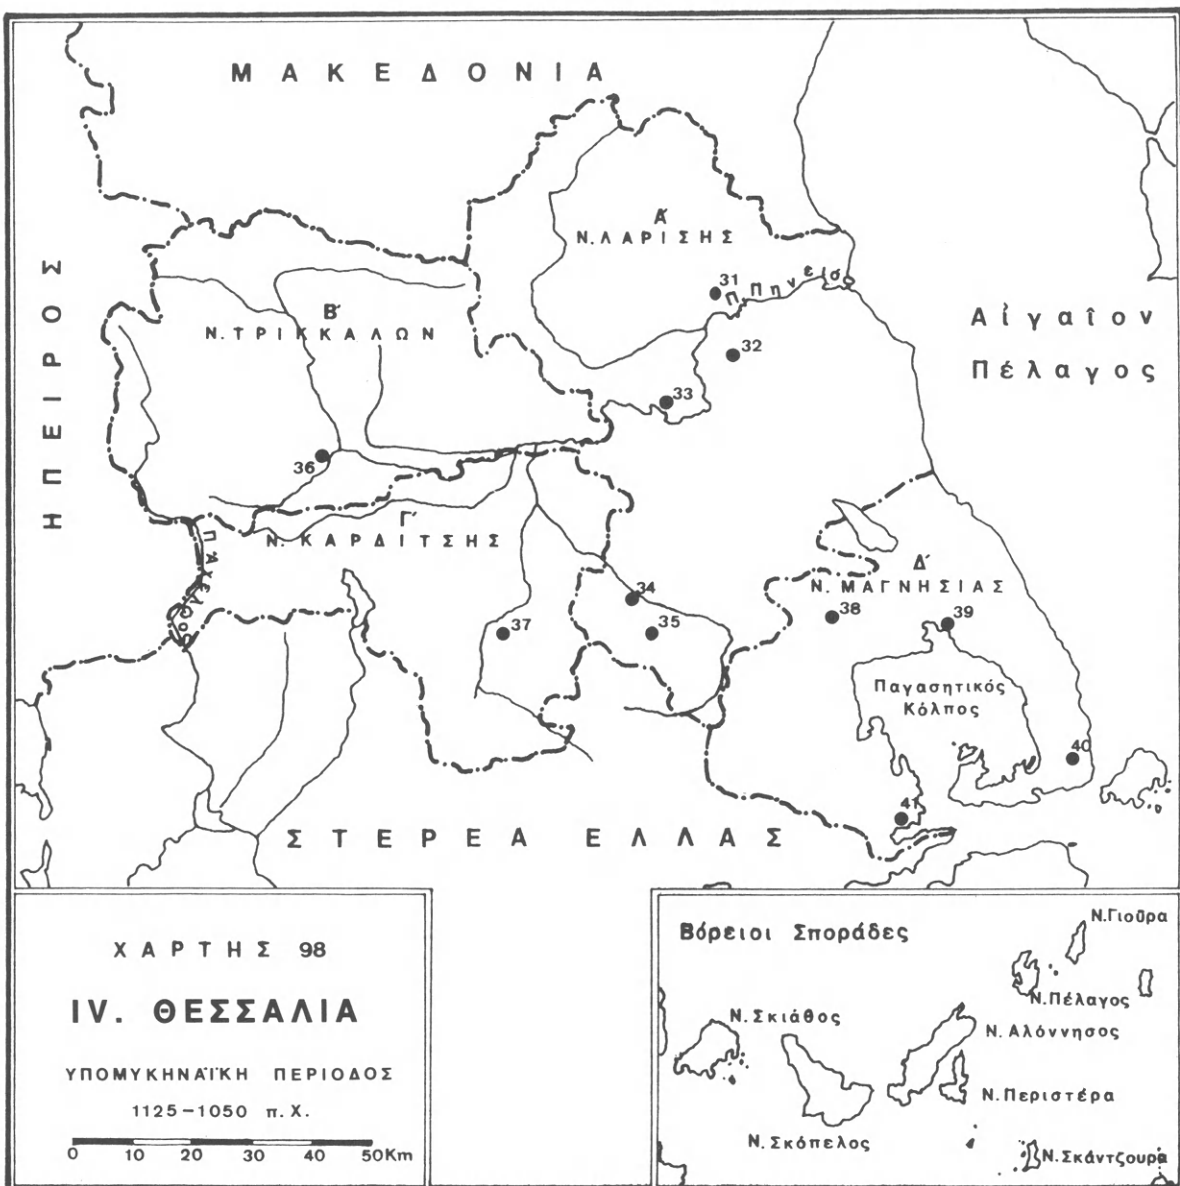 ΜΑΚΕΔΟΝΙΑ
Α΄
Ν.ΛΑΡΙΣΗΣ
31
Π.Πηνειό
ΗΠΕΙΡΟΣ
Β΄
Ν.ΤΡΙΚΚΑΛΩΝ
Αἰγαῖον
Πέλαγος
32
33
36
Γ΄
Ν. ΚΑΡΔΙΤΣΗΣ
Δ΄
Ν. ΜΑΓΝΗΣΙΑΣ
34
35
37
38
39
Παγασητικός
Κόλπος
40
41
ΣΤΕΡΕΑ ΕΛΛΑΣ
ΧΑΡΤΗΣ 98
IV. ΘΕΣΣΑΛΙΑ
ΥΠΟΜΥΚΗΝΑΪΚΗ ΠΕΡΙΟΔΟΣ
1125-1050 π.Χ.
0 10 20 30 40 50Km
Βόρειοι Σποράδες
Ν.Γιοῦρα
Ν.Πέλαγος
Ν.Σκιάθος
Ν. Αλόννησος
Ν. Περιστέρα
Ν.Σκόπελος
Ν.Σκάντζουρα